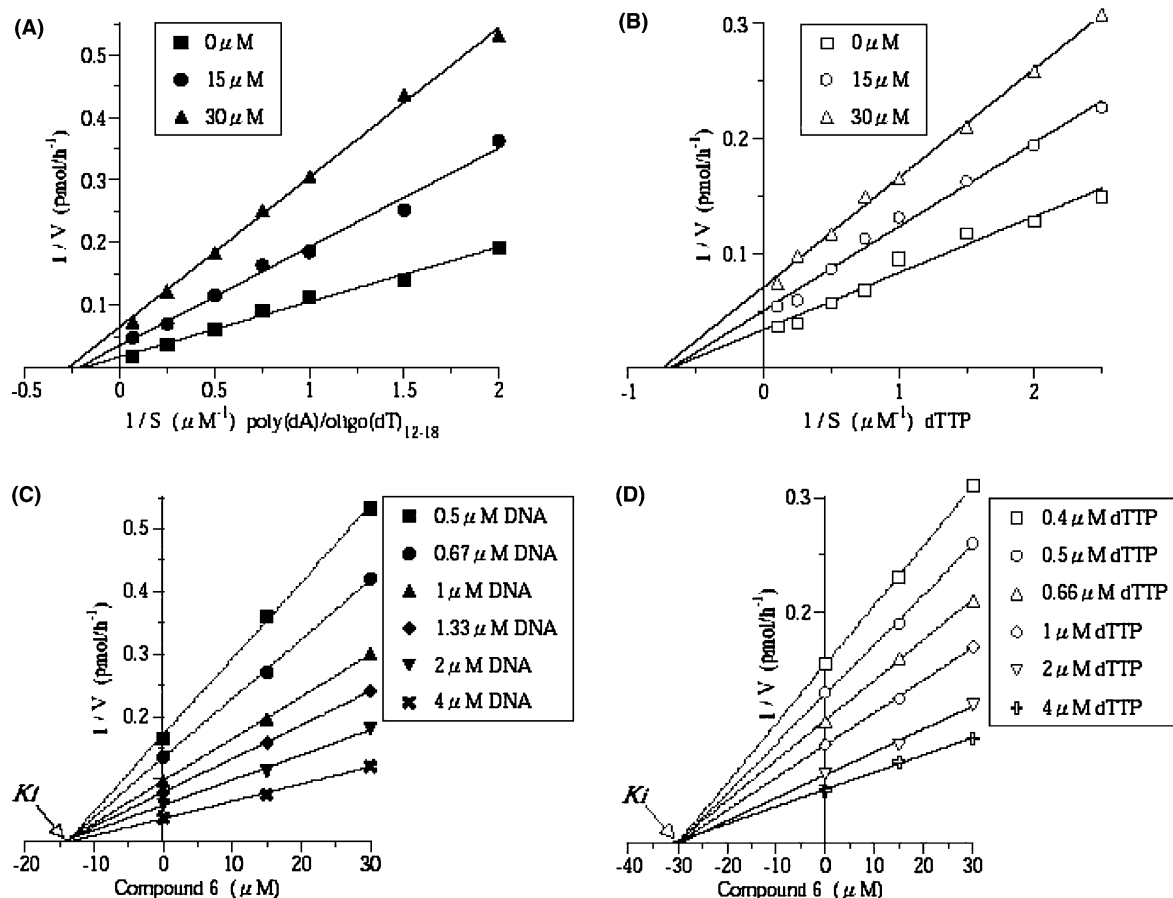 (A)
0 μM
15 μM
30 μM
1 / V (pmol/h⁻¹)
0.5
0.4
0.3
0.2
0.1
-0.5 0 0.5 1 1.5 2
1 / S (μM⁻¹) poly(dA)/oligo(dT)₁₂₋₁₈
(B)
0 μM
15 μM
30 μM
1 / V (pmol/h⁻¹)
0.3
0.2
0.1
-1 0 1 2
1/S (μM⁻¹) dTTP
(C)
0.5 μM DNA
0.67 μM DNA
1 μM DNA
1.33 μM DNA
2 μM DNA
4 μM DNA
1 / V (pmol/h⁻¹)
0.5
0.4
0.3
0.2
Ki
-20 -10 0 10 20 30
Compound 6 (μM)
(D)
0.4 μM dTTP
0.5 μM dTTP
0.66 μM dTTP
1 μM dTTP
2 μM dTTP
4 μM dTTP
1 / V (pmol/h⁻¹)
0.3
0.2
Ki
-40 -30 -20 -10 0 10 20 30
Compound 6 (μM)